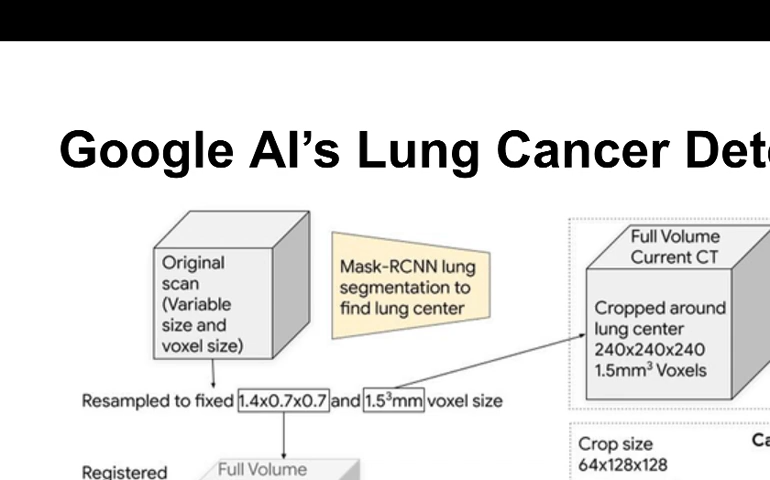 Google AI's Lung Cancer
Original
scan
(Variable
size and
voxel size)
Mask-RCNN lung
segmentation to
find lung center
Full Volume
Current CT
Cropped around
lung center
240x240x240
1.5mm³ Voxels
Resampled to fixed 1.4x0.7x0.7 and 1.5³mm voxel size
Crop size
64x128x128
Registered
Full Volume